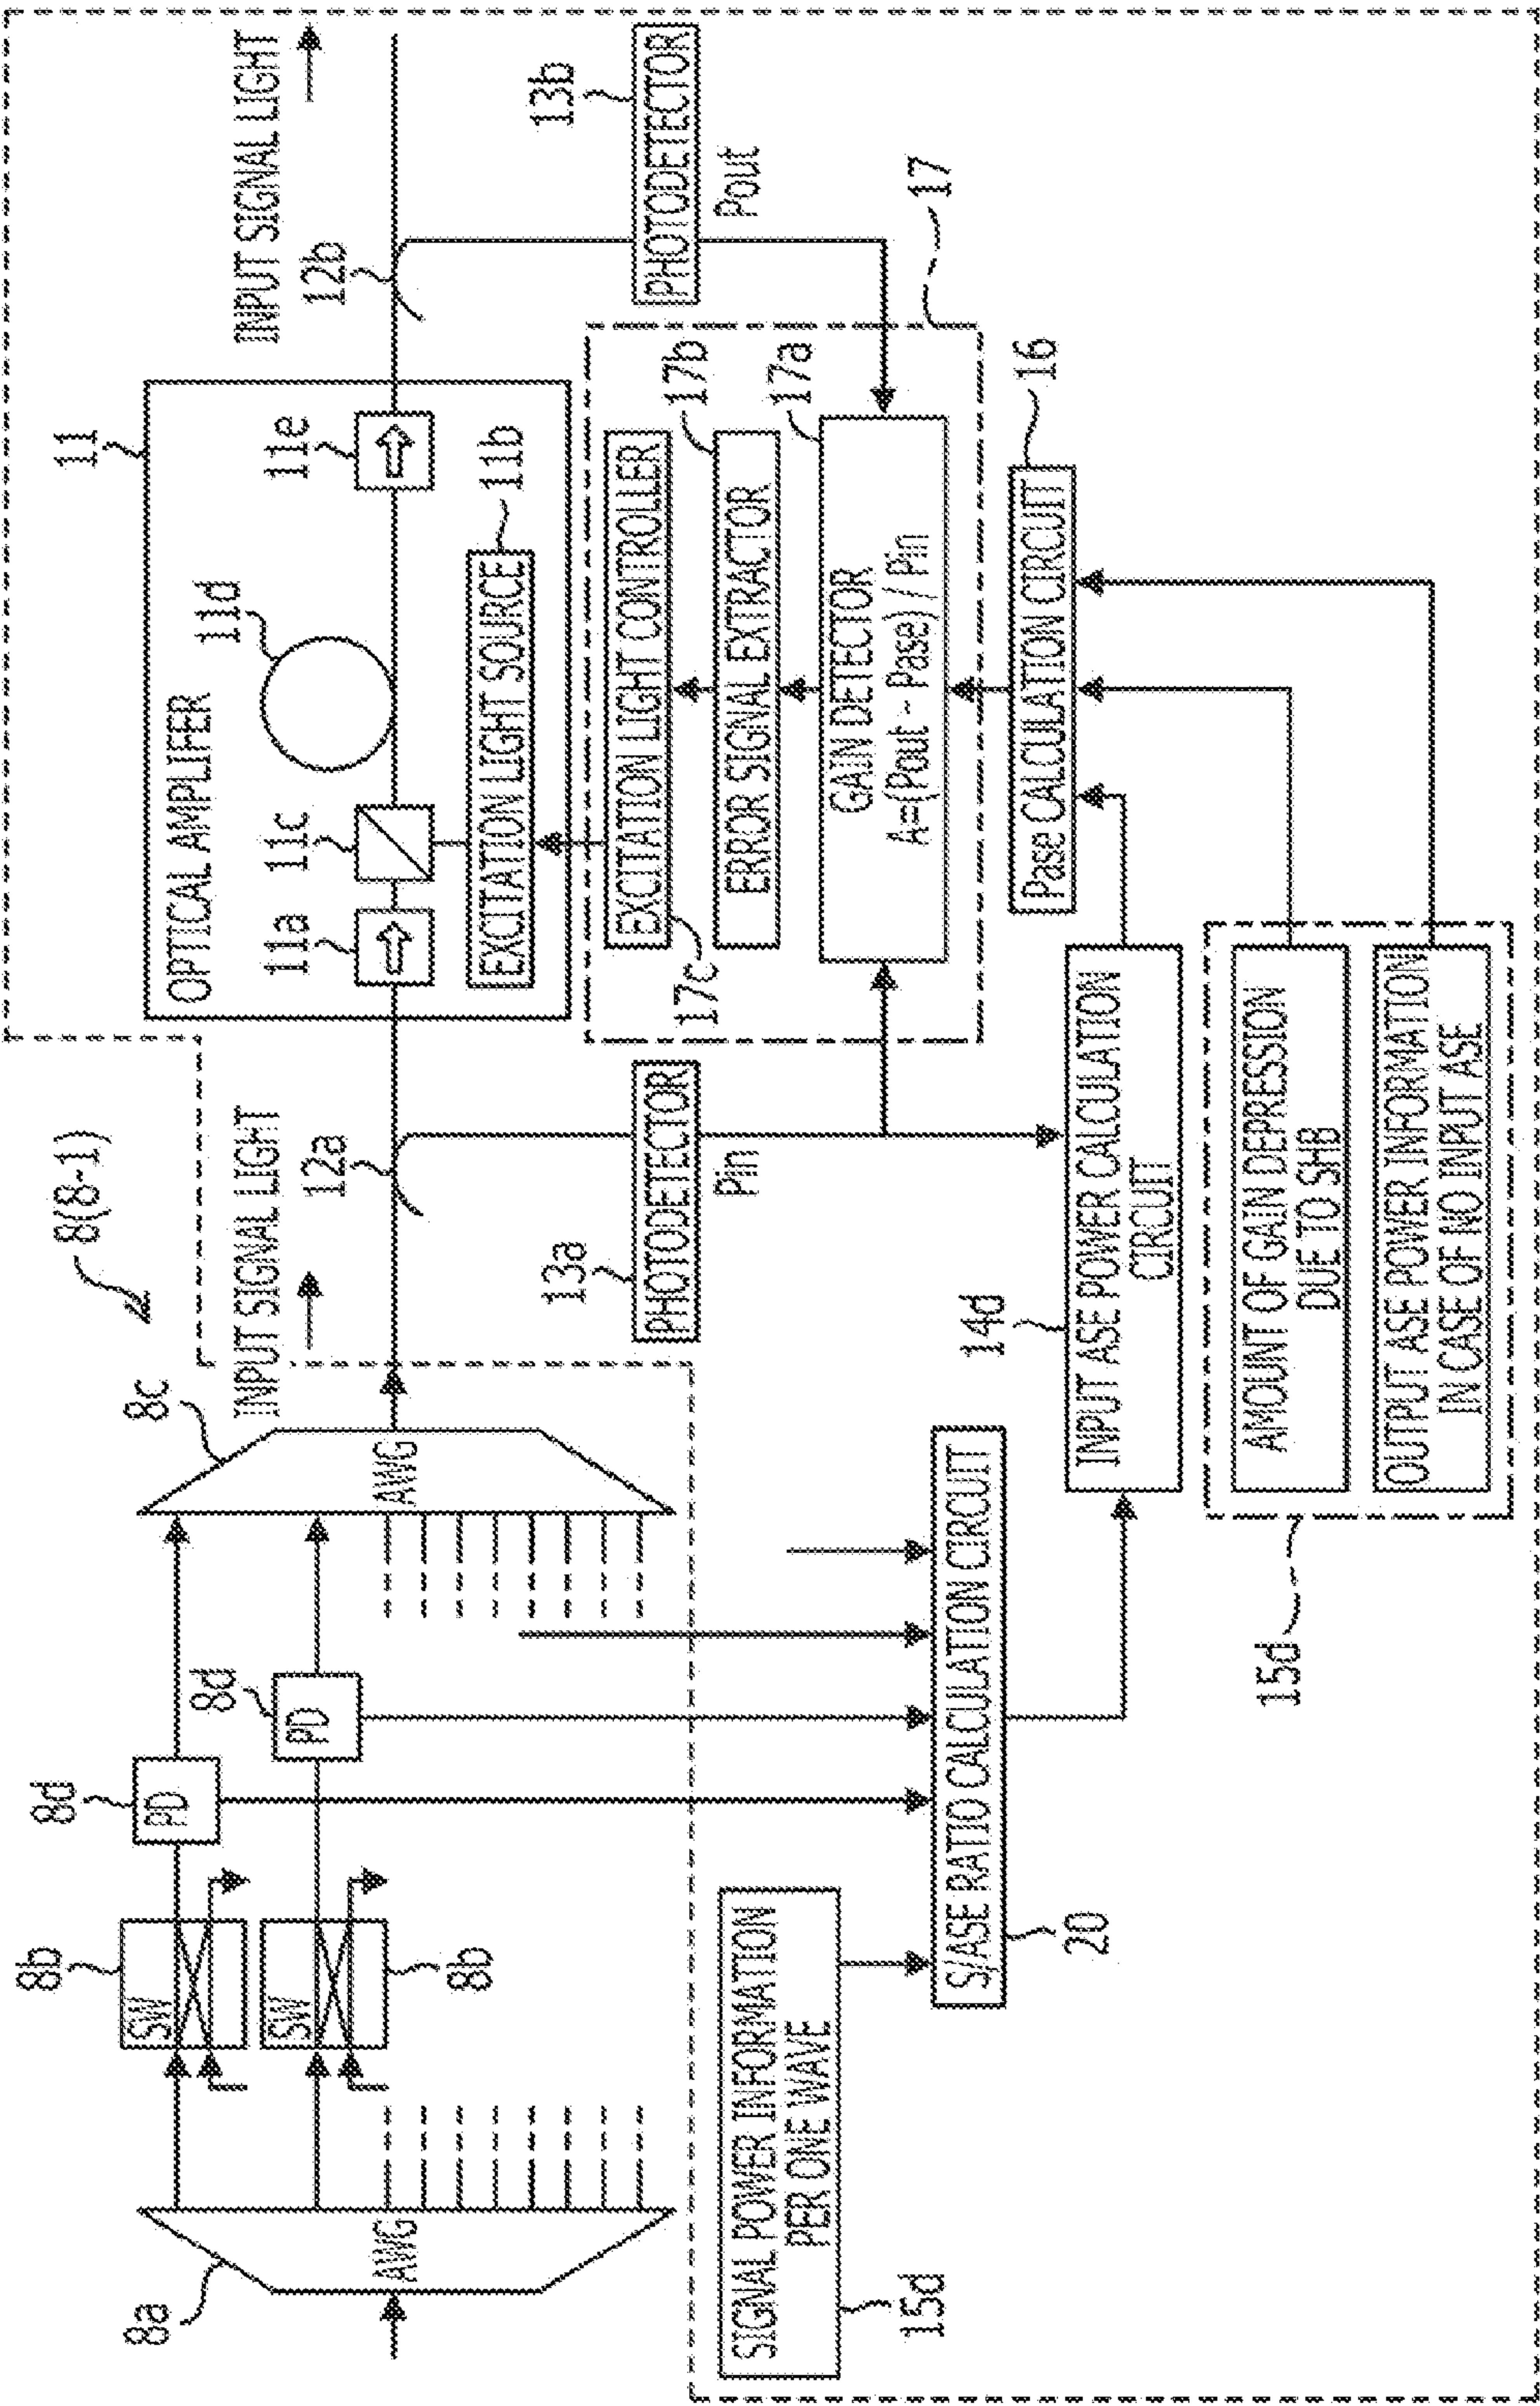 8(8-1)
8a
AWG
8b
SW
SW
8b
8d
PD
8d
PD
8c
AWG
INPUT SIGNAL LIGHT
12a
13a
PHOTODETECTOR
Pin
11
OPTICAL AMPLIFER
11a
11c
11d
11e
EXCITATION LIGHT SOURCE
11b
INPUT SIGNAL LIGHT
12b
13b
PHOTODETECTOR
Pout
17
EXCITATION LIGHT CONTROLLER
17c
ERROR SIGNAL EXTRACTOR
17b
17a
GAIN DETECTOR
A=(Pout - Pase) / Pin
16
Pase CALCULATION CIRCUIT
SIGNAL POWER INFORMATION
PER ONE WAVE
15d
S/ASE RATIO CALCULATION CIRCUIT
20
14d
INPUT ASE POWER CALCULATION
CIRCUIT
AMOUNT OF GAIN DEPRESSION
DUE TO SHB
OUTPUT ASE POWER INFORMATION
IN CASE OF NO INPUT ASE
15d